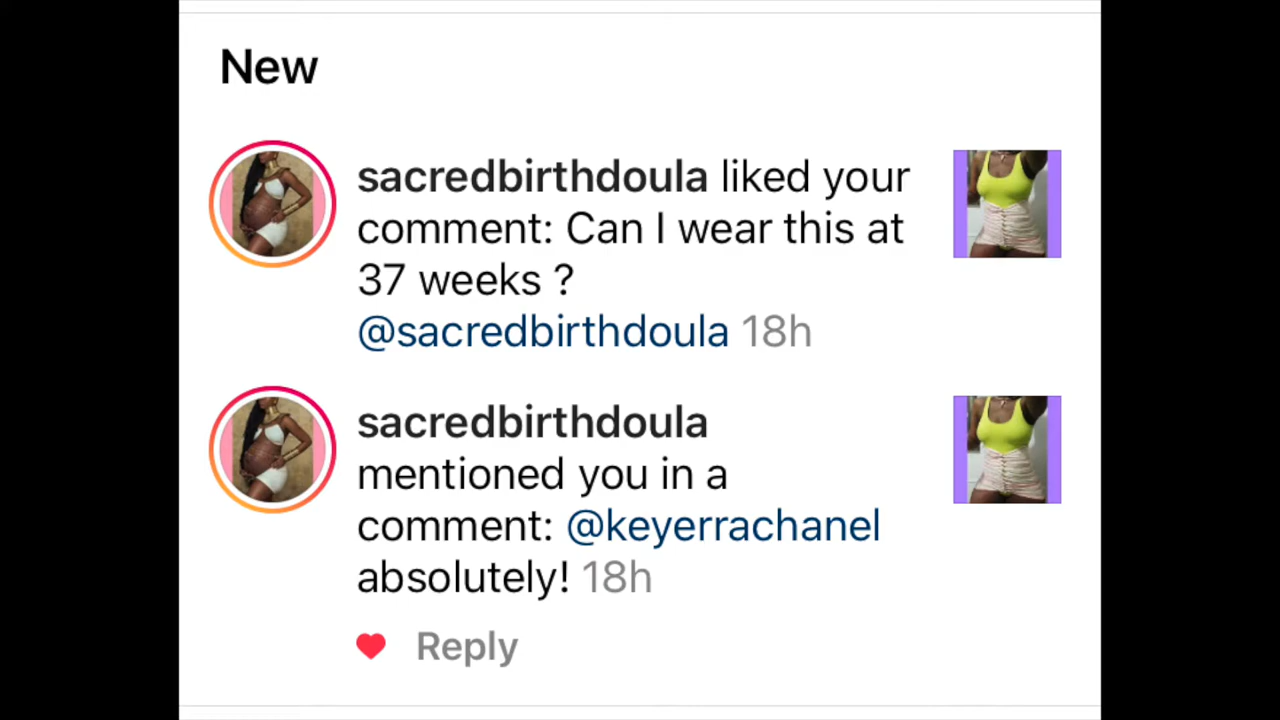 New
sacredbirthdoula liked your
comment: Can I wear this at
37 weeks ?
@sacredbirthdoula 18h
sacredbirthdoula
mentioned you in a
comment: @keyerrachanel
absolutely! 18h
Reply